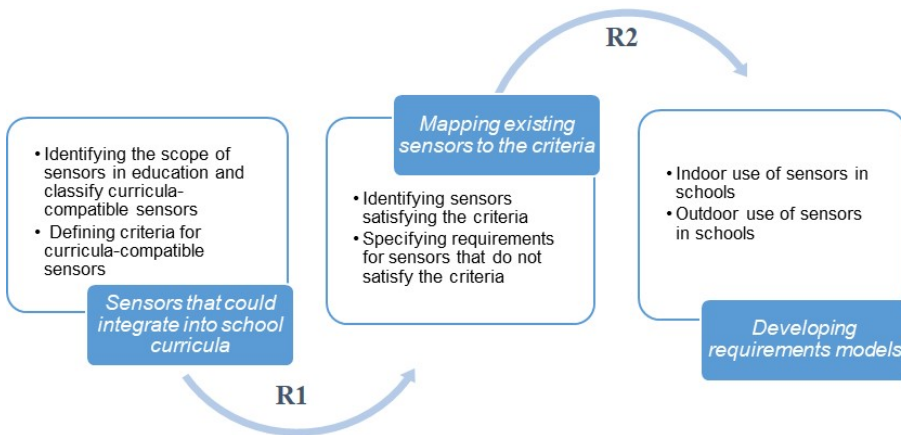 • Identifying the scope of
sensors in education and
classify curricula-
compatible sensors
• Defining criteria for
curricula-compatible
sensors
Sensors that could
integrate into school
curricula
R1
Mapping existing
sensors to the criteria
• Identifying sensors
satisfying the criteria
• Specifying requirements
for sensors that do not
satisfy the criteria
R2
• Indoor use of sensors in
schools
• Outdoor use of sensors
in schools
Developing
requirements models